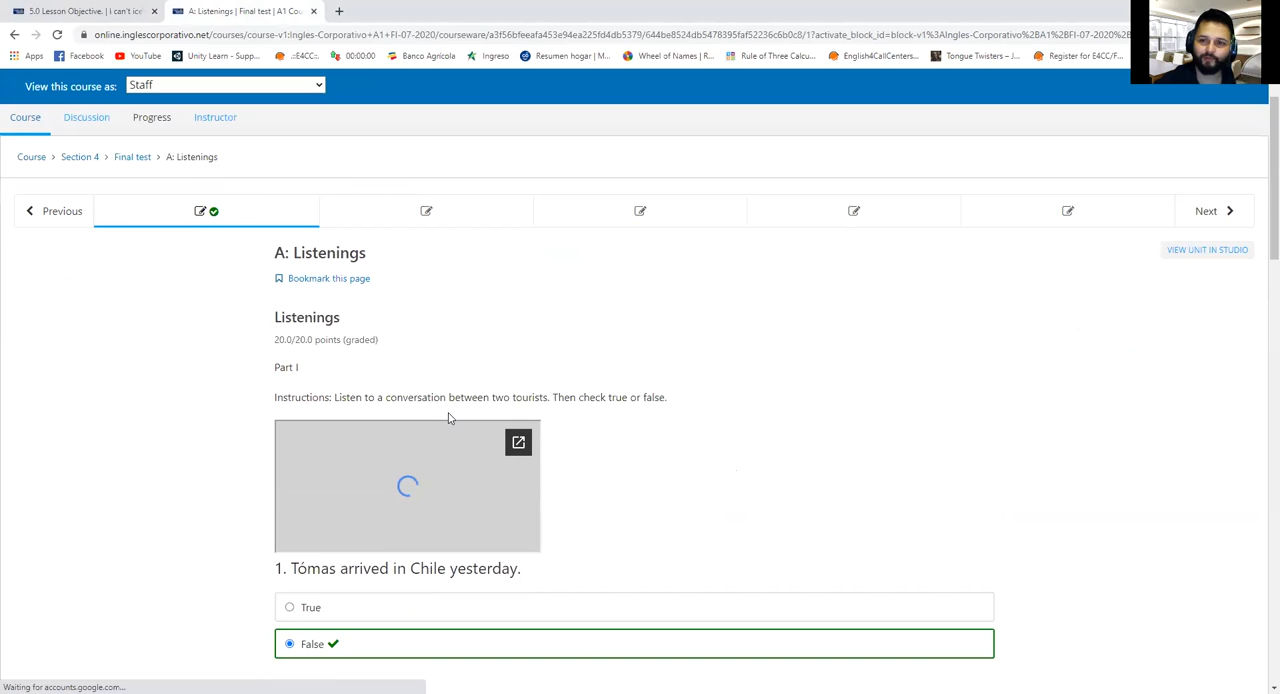 5.0 Lesson Objective. | I can't ice
A: Listenings | Final test | A1 Cou
online.inglescorporativo.net/courses/course-v1:Ingles-Corporativo+A1+FI-07-2020/courseware/a3f56bfeefa453e94ea225fd4db5379/644be8524db5478395faf52236c6b0c8/1?activate_block_id=block-v1%3AIngles-Corporativo%2BA1%2BFI-07-2020%2B
Apps Facebook YouTube Unity Learn - Supp... .::E4CC::. 00:00:00 Banco Agrícola Ingreso Resumen hogar | M... Wheel of Names | R... Rule of Three Calcu... English4CallCenters... Tongue Twisters – J... Register for E4CC/F...
View this course as: Staff
Course Discussion Progress Instructor
Course > Section 4 > Final test > A: Listenings
Previous Next
A: Listenings
VIEW UNIT IN STUDIO
Bookmark this page
Listenings
20.0/20.0 points (graded)
Part I
Instructions: Listen to a conversation between two tourists. Then check true or false.
1. Tómas arrived in Chile yesterday.
True
False
Waiting for accounts.google.com...